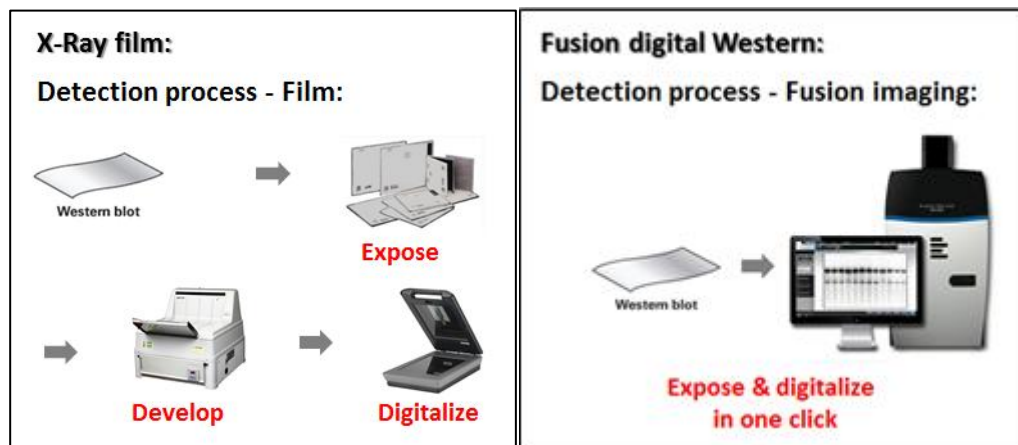 X-Ray film:
Detection process - Film:
Western blot
Expose
Develop
Digitalize
Fusion digital Western:
Detection process - Fusion imaging:
Western blot
Expose & digitalize
in one click